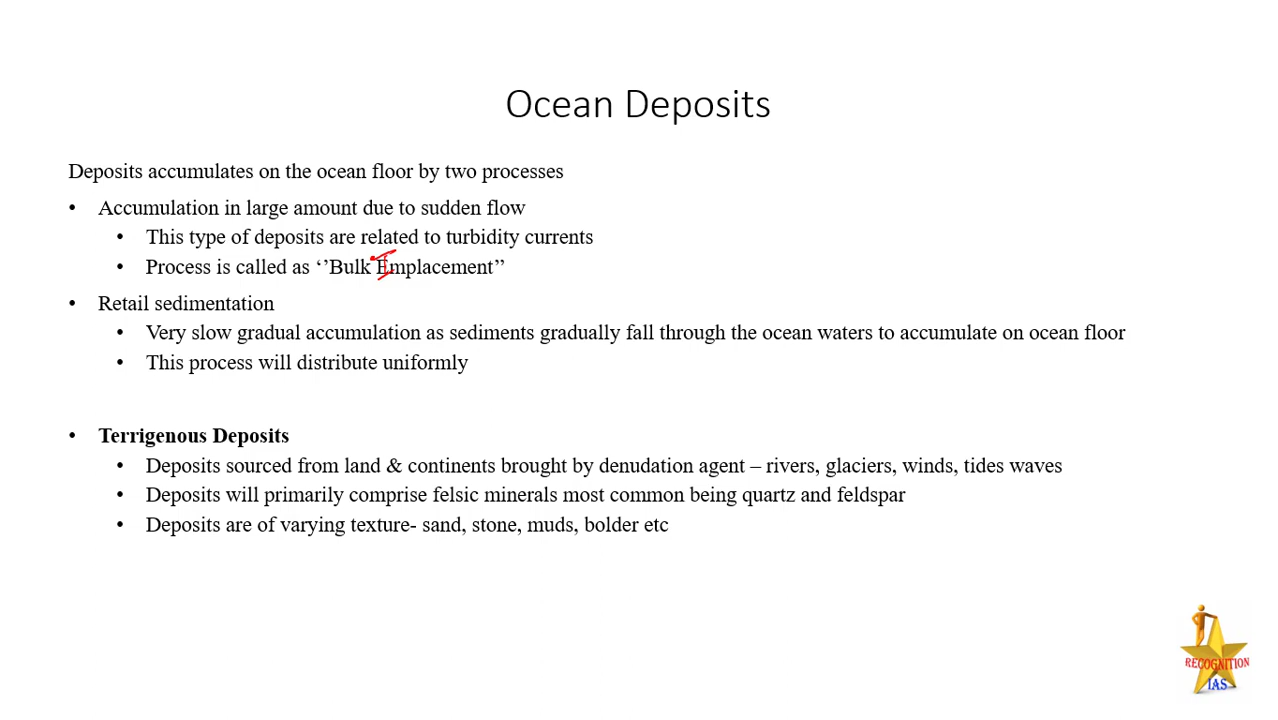 Ocean Deposits
Deposits accumulates on the ocean floor by two processes
• Accumulation in large amount due to sudden flow
• This type of deposits are related to turbidity currents
• Process is called as ‘’Bulk Emplacement”
• Retail sedimentation
• Very slow gradual accumulation as sediments gradually fall through the ocean waters to accumulate on ocean floor
• This process will distribute uniformly
• Terrigenous Deposits
• Deposits sourced from land & continents brought by denudation agent – rivers, glaciers, winds, tides waves
• Deposits will primarily comprise felsic minerals most common being quartz and feldspar
• Deposits are of varying texture- sand, stone, muds, bolder etc
RECOGNITION
IAS